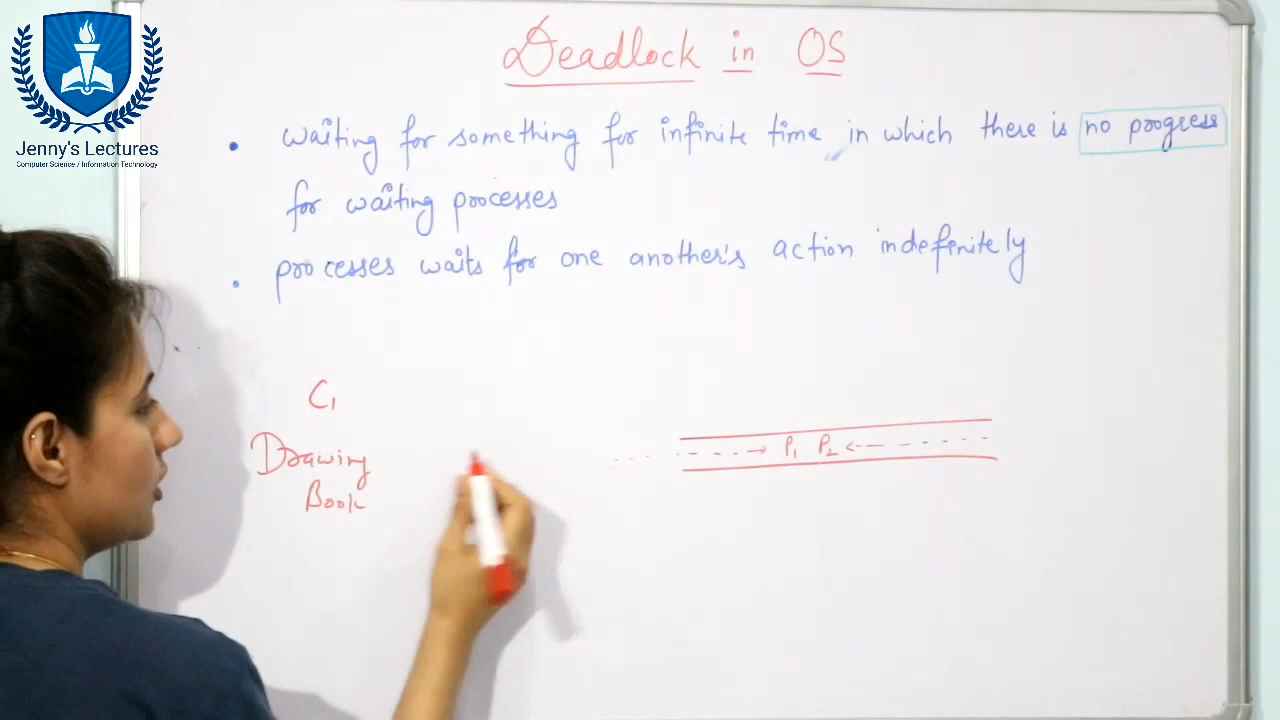 Jenny's Lectures
Computer Science / Information Technology
Deadlock in OS
• waiting for something for infinite time in which there is no progress
for waiting processes
• processes waits for one another's action indefinitely
C1
Drawing
Book
P1 P2